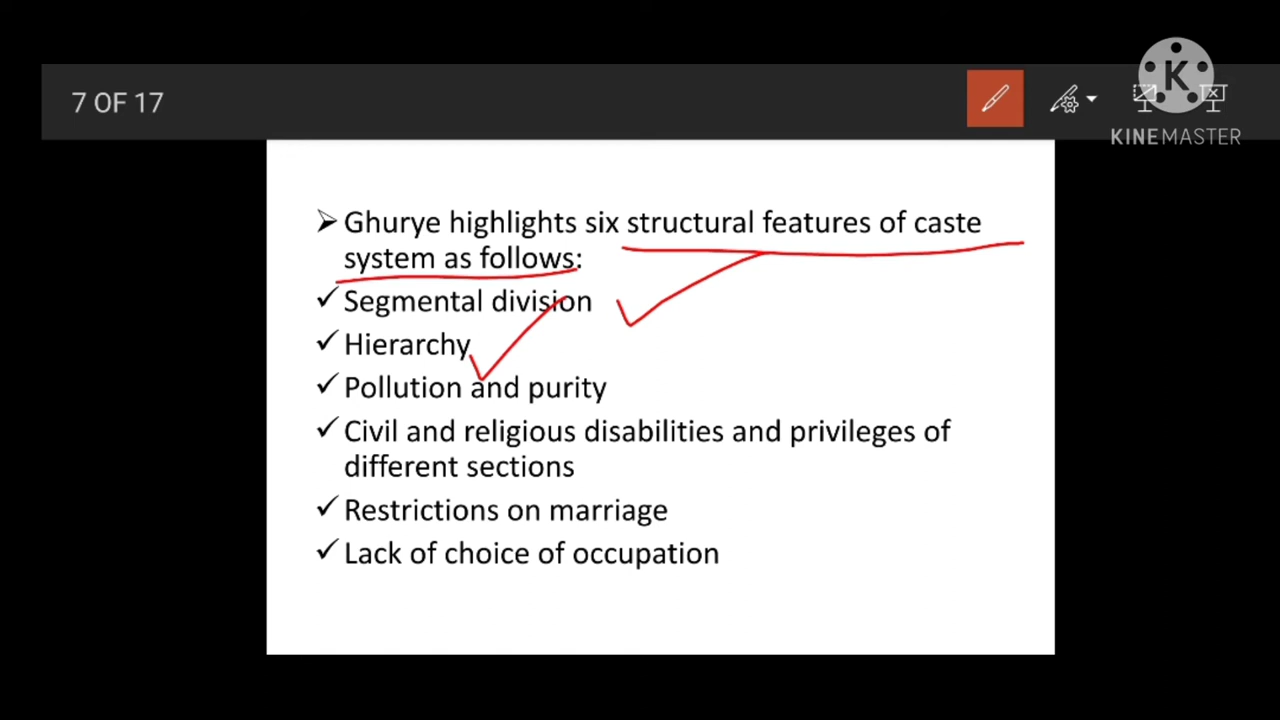 7 OF 17
K
KINEMASTER
Ghurye highlights six structural features of caste
system as follows:
Segmental division
Hierarchy
Pollution and purity
Civil and religious disabilities and privileges of
different sections
Restrictions on marriage
Lack of choice of occupation